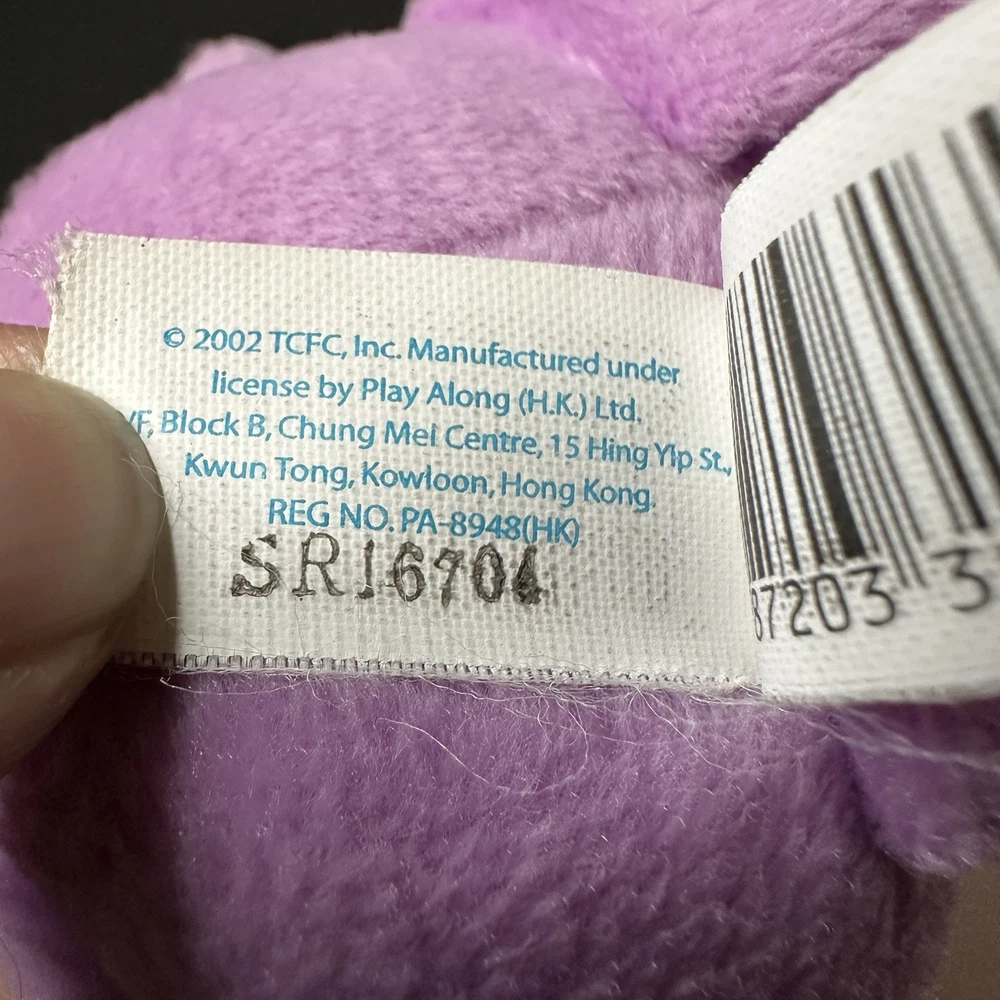 © 2002 TCFC, Inc. Manufactured under
license by Play Along (H.K.) Ltd.
/F, Block B, Chung Mei Centre, 15 Hing Yip St.,
Kwun Tong, Kowloon, Hong Kong.
REG NO. PA-8948(HK)
SR16704
87203 3